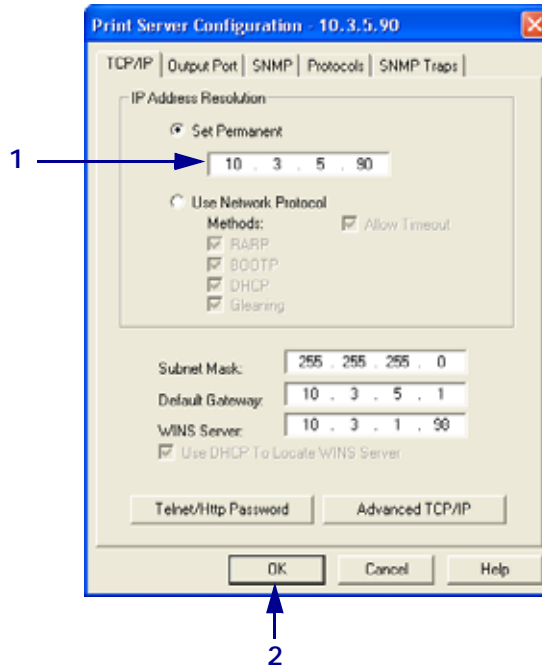 Print Server Configuration - 10.3.5.90
TCP/IP Output Port SNMP Protocols SNMP Traps
IP Address Resolution
Set Permanent
1
10 . 3 . 5 . 90
Use Network Protocol
Methods: Allow Timeout
RARP
BOOTP
DHCP
Gleaning
Subnet Mask: 255 . 255 . 255 . 0
Default Gateway: 10 . 3 . 5 . 1
WINS Server: 10 . 3 . 1 . 98
Use DHCP To Locate WINS Server
Telnet/Http Password Advanced TCP/IP
OK Cancel Help
2